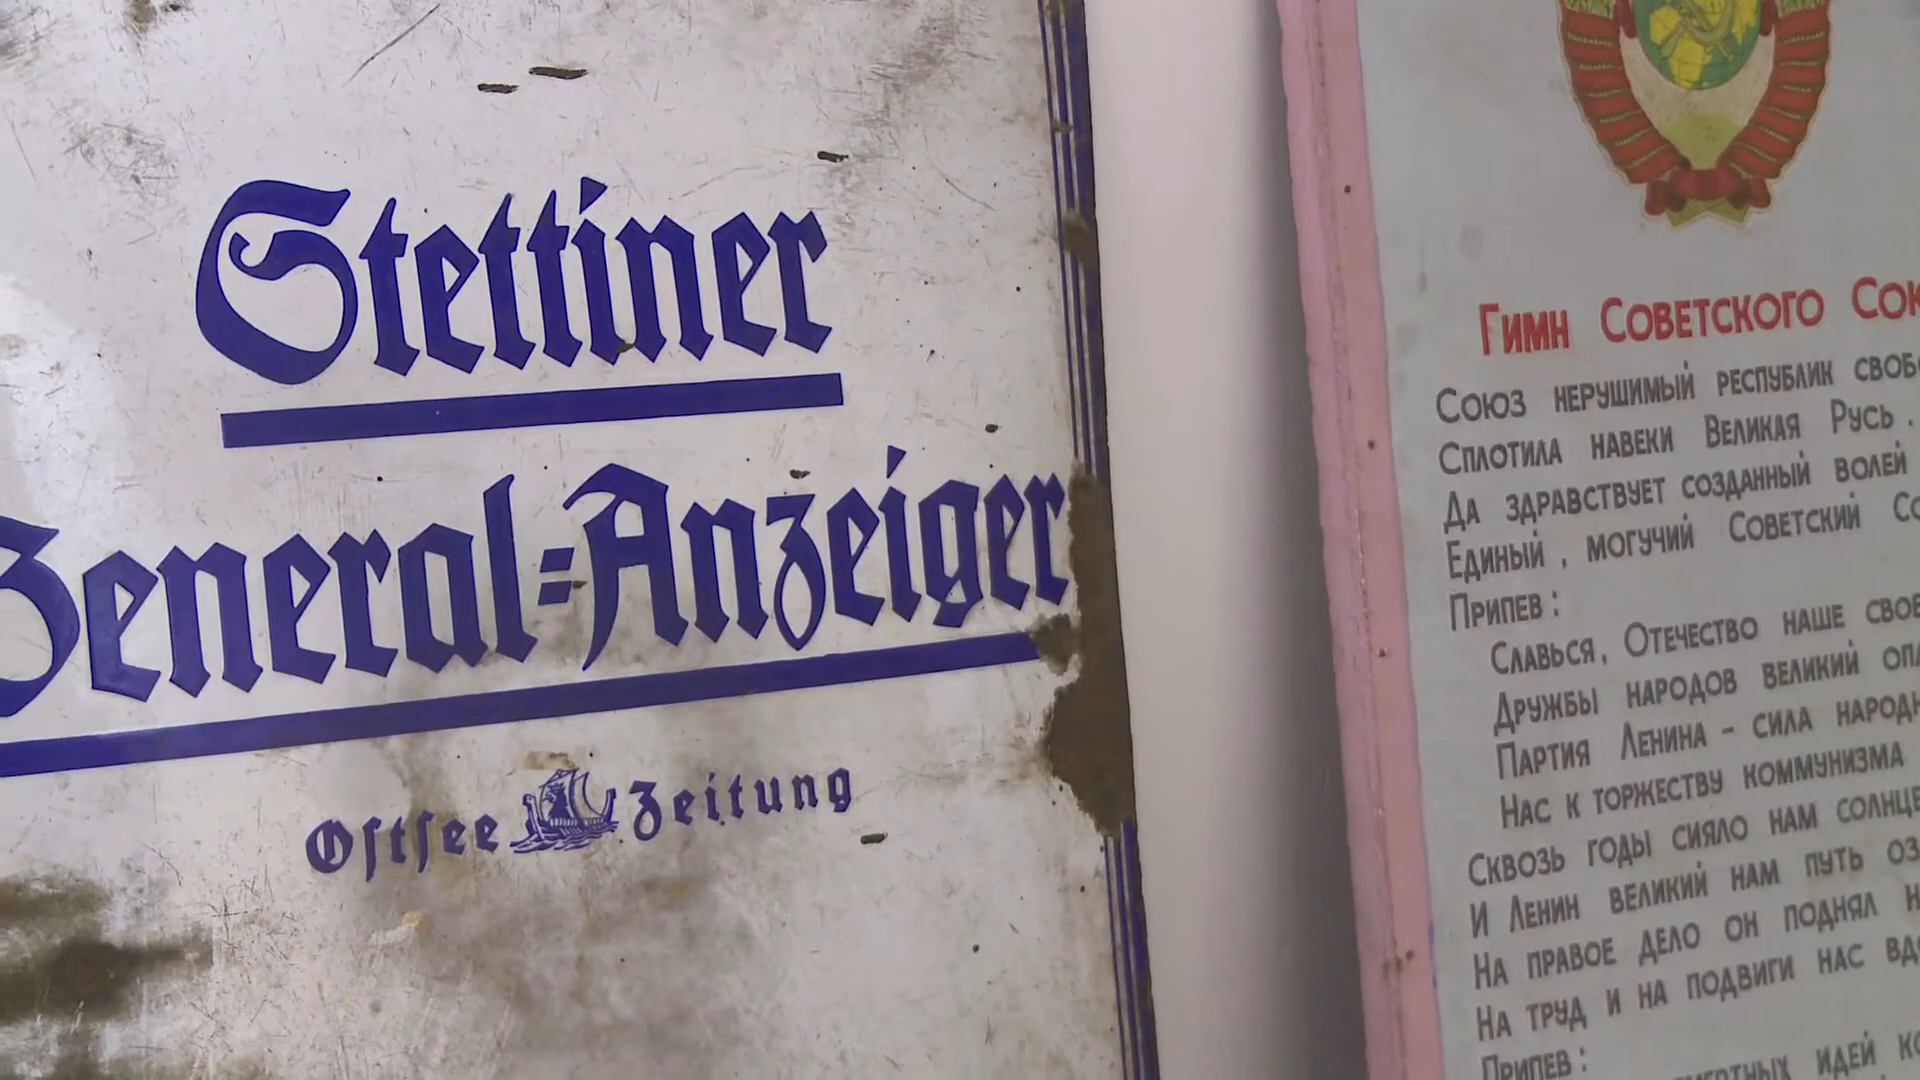 Stettiner
General=Anzeiger
Oſtſee Zeitung
Гимн Советского
Союз нерушимый республик
Сплотила навеки Великая Русь.
Да здравствует созданный волей
Единый, могучий Советский
Припев:
Славься, Отечество наше
Дружбы народов великий
Партия Ленина - сила
Нас к торжеству коммунизма
Сквозь годы сияло нам
И Ленин великий нам путь
На правое дело он поднял
На труд и на подвиги нас
Припев:
идей